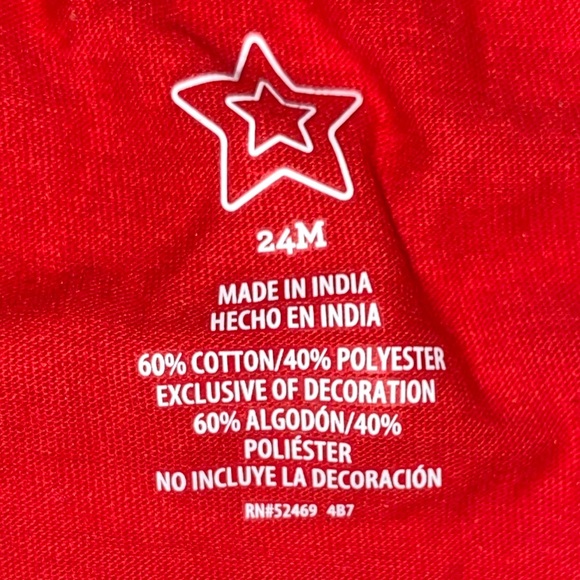 24M
MADE IN INDIA
HECHO EN INDIA
60% COTTON/40% POLYESTER
EXCLUSIVE OF DECORATION
60% ALGODÓN/40%
POLIÉSTER
NO INCLUYE LA DECORACIÓN
RN#52469 4B7